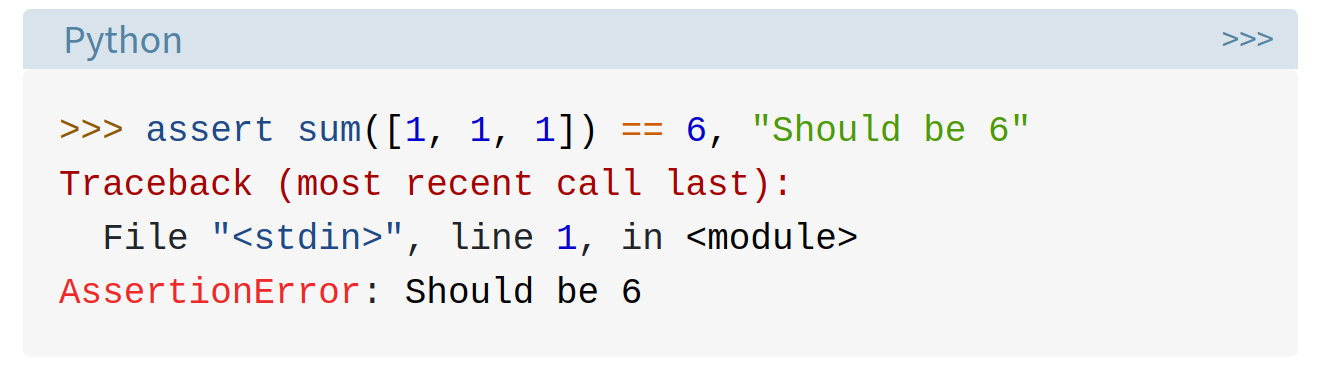 Python >>>
>>> assert sum([1, 1, 1]) == 6, "Should be 6"
Traceback (most recent call last):
  File "<stdin>", line 1, in <module>
AssertionError: Should be 6